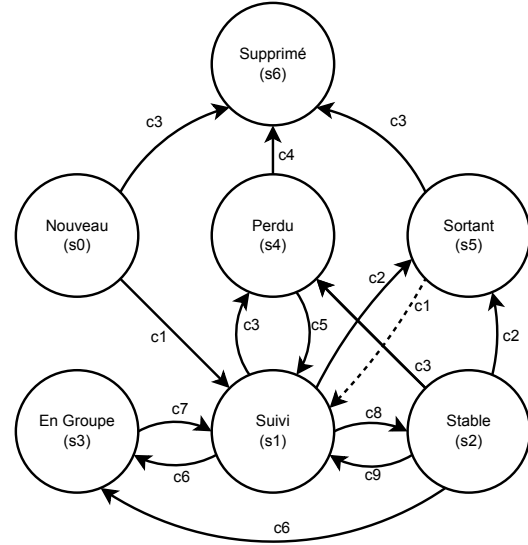 Supprimé
(s6)
c3
c3
c4
Nouveau
(s0)
Perdu
(s4)
Sortant
(s5)
c2
c1
c1
c3
c5
c3
c2
En Groupe
(s3)
c7
Suivi
(s1)
c8
Stable
(s2)
c6
c9
c6